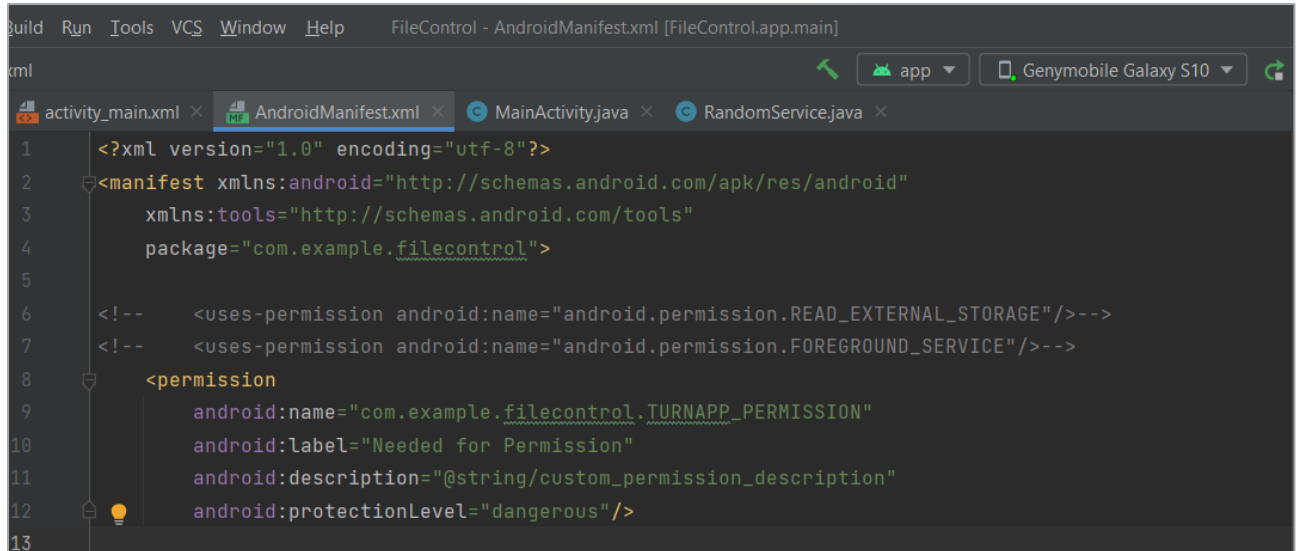 Build Run Tools VCS Window Help FileControl - AndroidManifest.xml [FileControl.app.main]
xml app Genymobile Galaxy S10
activity_main.xml AndroidManifest.xml MainActivity.java RandomService.java
1 <?xml version="1.0" encoding="utf-8"?>
2 <manifest xmlns:android="http://schemas.android.com/apk/res/android"
3 xmlns:tools="http://schemas.android.com/tools"
4 package="com.example.filecontrol">
5
6 <!-- <uses-permission android:name="android.permission.READ_EXTERNAL_STORAGE"/>-->
7 <!-- <uses-permission android:name="android.permission.FOREGROUND_SERVICE"/>-->
8 <permission
9 android:name="com.example.filecontrol.TURNAPP_PERMISSION"
10 android:label="Needed for Permission"
11 android:description="@string/custom_permission_description"
12 android:protectionLevel="dangerous"/>
13